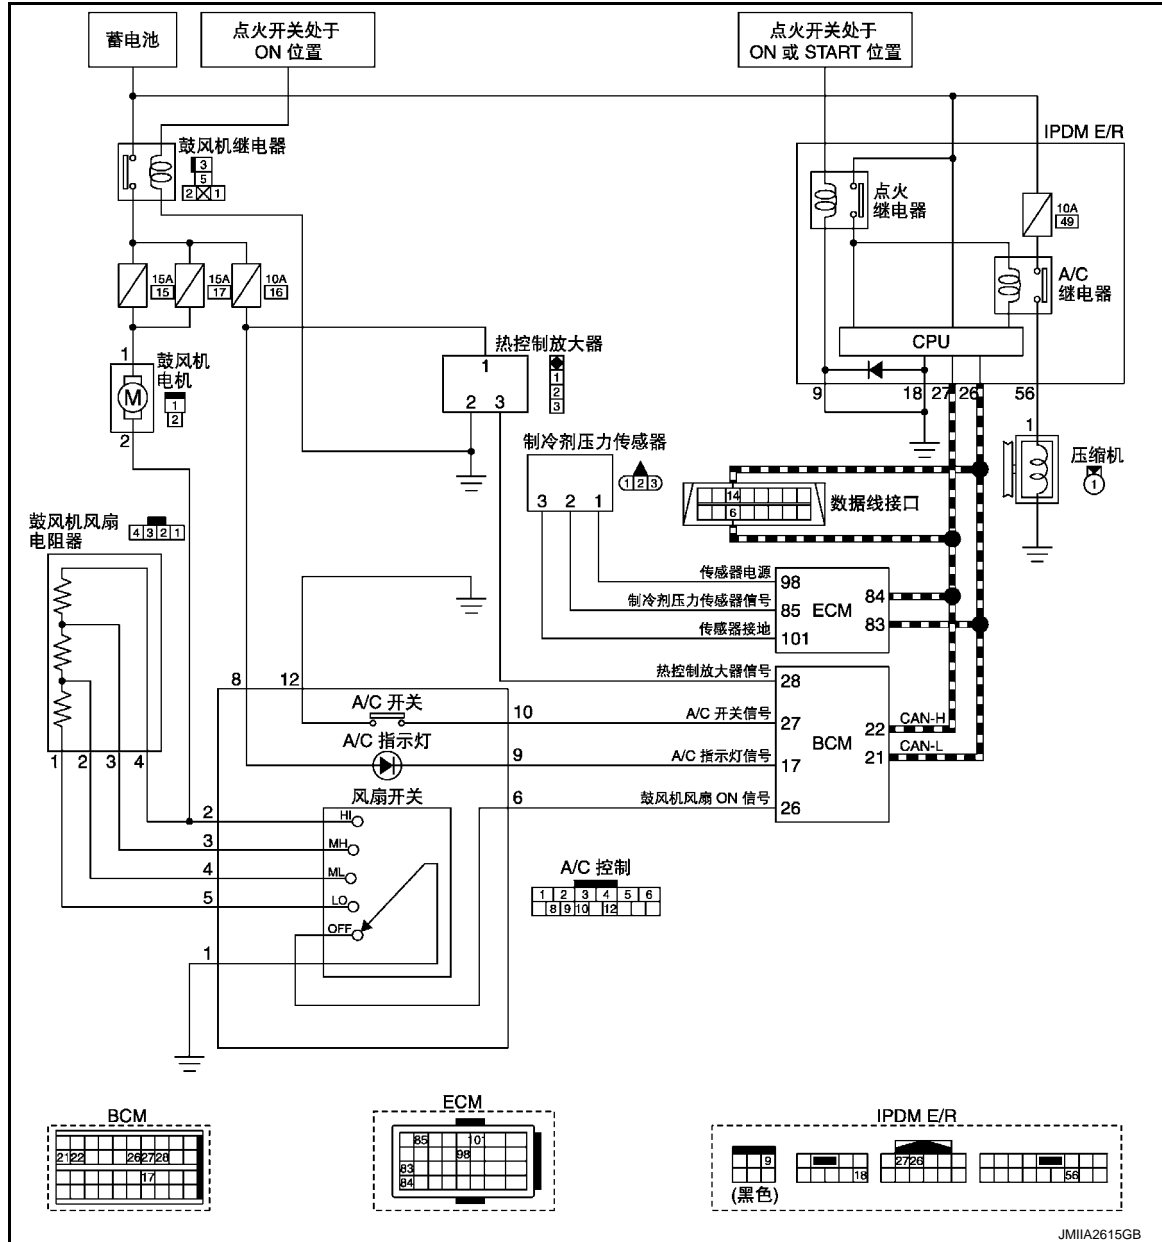 蓄电池
点火开关处于
ON 位置
点火开关处于
ON 或 START 位置
IPDM E/R
鼓风机继电器
3
5
2 1
点火
继电器
10A
49
A/C
继电器
15A
15
15A
17
10A
16
CPU
热控制放大器
1
1
2
3
2 3
1
鼓风机
电机
M
1
2
2
9 18 27 26 56
制冷剂压力传感器
1 2 3
3 2 1
14
6
数据线接口
1
压缩机
1
鼓风机风扇
电阻器
4 3 2 1
传感器电源
98
制冷剂压力传感器信号
85
ECM
84
传感器接地
101
83
8 12
热控制放大器信号
28
A/C 开关
10
A/C 开关信号
27
22
CAN-H
BCM
A/C 指示灯
9
A/C 指示灯信号
17
21
CAN-L
1 2 3 4
风扇开关
6
鼓风机风扇 ON 信号
26
2
HI
3
MH
4
ML
5
LO
OFF
1
A/C 控制
1 2 3 4 5 6
8 9 10 12
BCM
21 22 26 27 28
17
ECM
85 101
98
83
84
IPDM E/R
9
(黑色)
18
27 26
56
JMIIA2615GB